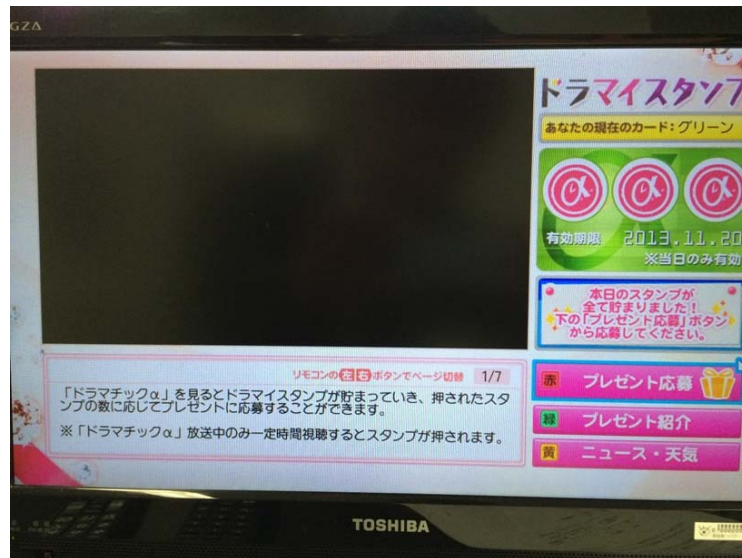 GZA
ドラマイスタンプ
あなたの現在のカード:グリーン
α α α
有効期限 2013.11.20
※当日のみ有効
本日のスタンプが
全て貯まりました!
下の「プレゼント応募」ボタン
から応募してください。
リモコンの左右ボタンでページ切替 1/7
「ドラマチックα」を見るとドラマイスタンプが貯まっていき、押されたスタ
ンプの数に応じてプレゼントに応募することができます。
※「ドラマチックα」放送中のみ一定時間視聴するとスタンプが押されます。
赤 プレゼント応募
緑 プレゼント紹介
黄 ニュース・天気
TOSHIBA